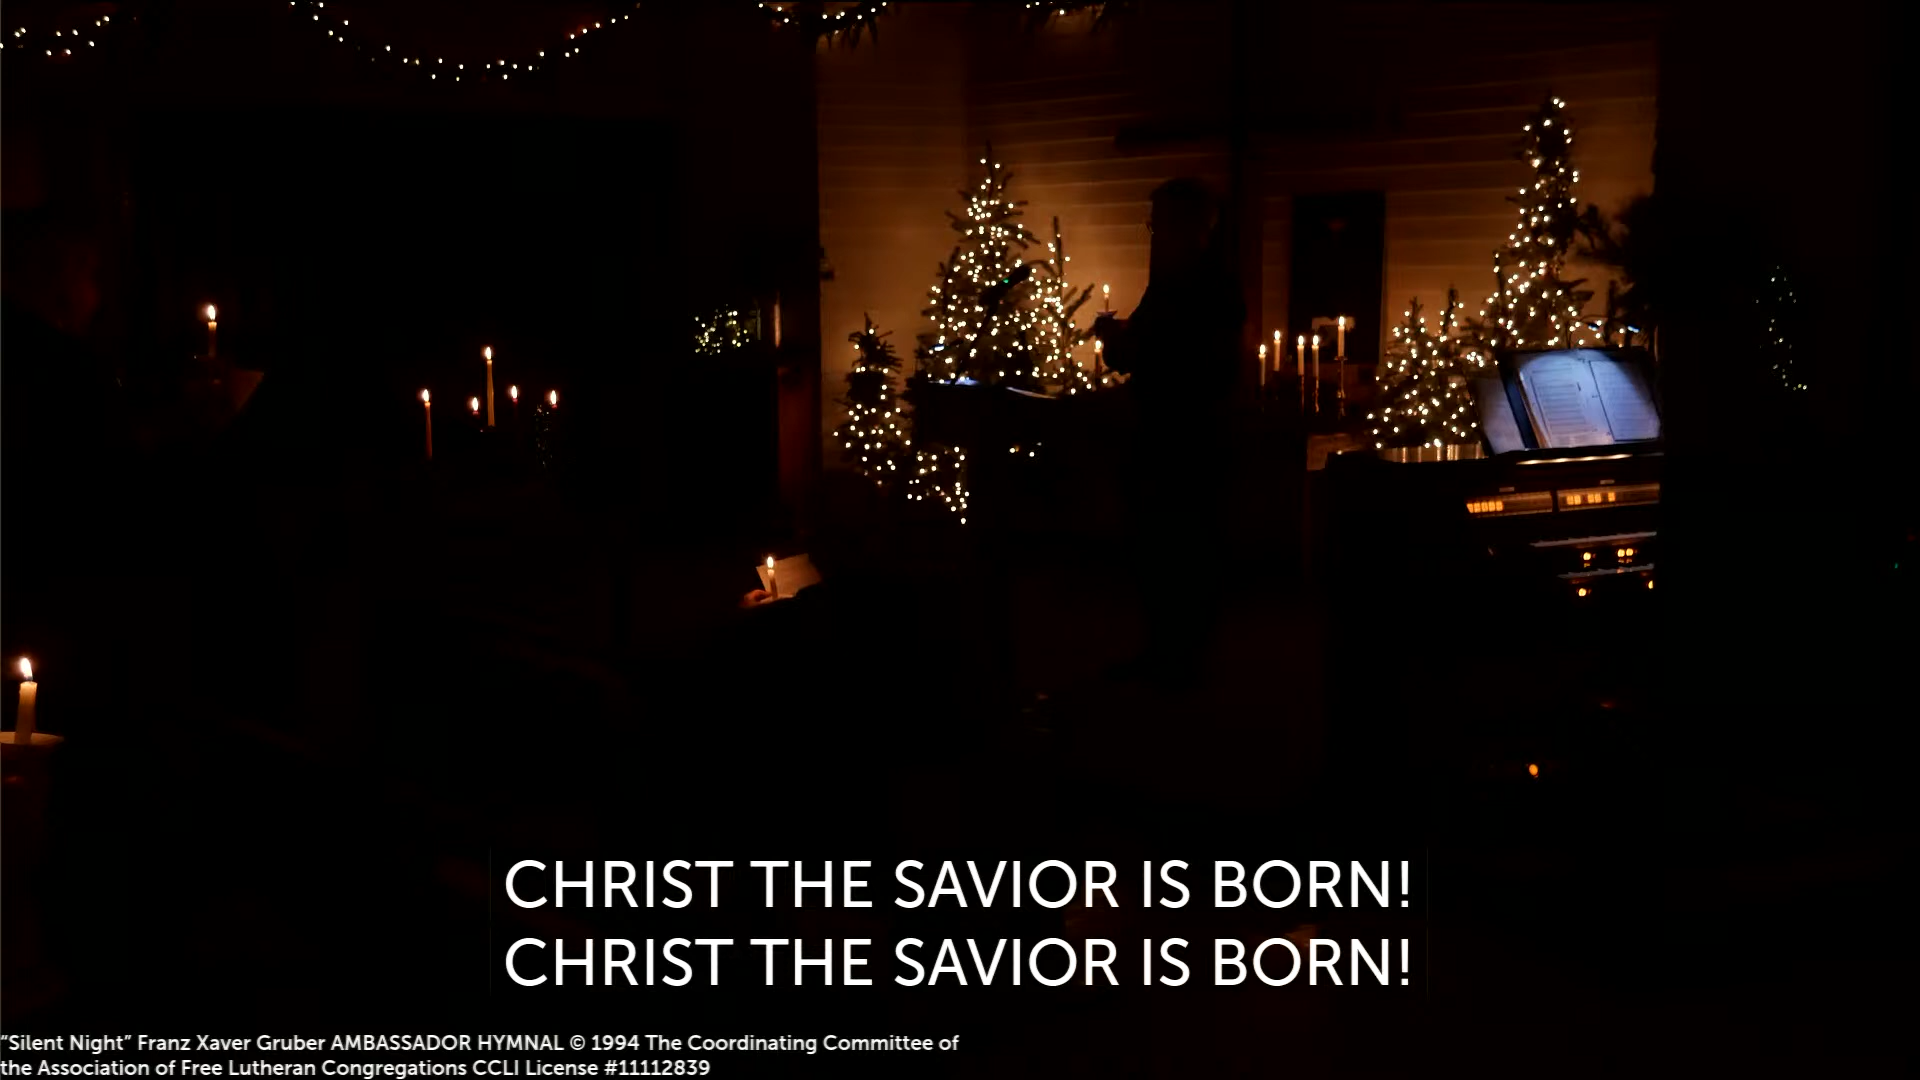 CHRIST THE SAVIOR IS BORN!
CHRIST THE SAVIOR IS BORN!
“Silent Night” Franz Xaver Gruber AMBASSADOR HYMNAL © 1994 The Coordinating Committee of
the Association of Free Lutheran Congregations CCLI License #11112839